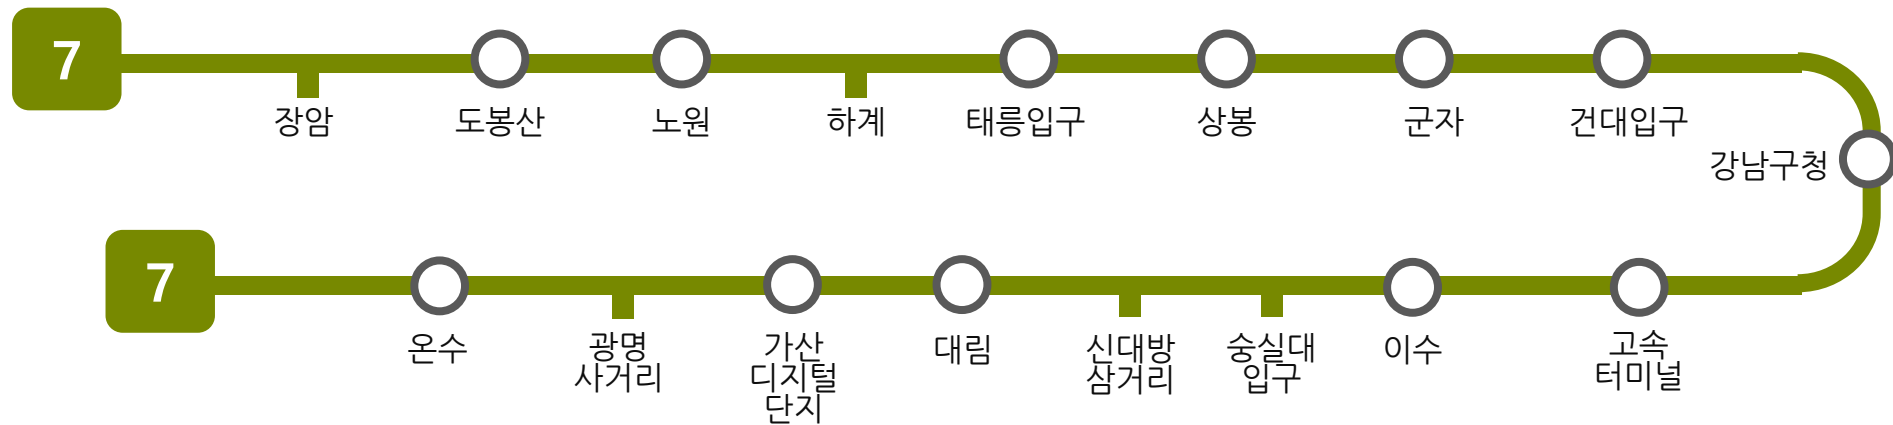 7
장암
도봉산
노원
하계
태릉입구
상봉
군자
건대입구
강남구청
7
온수
광명
사거리
가산
디지털
단지
대림
신대방
삼거리
숭실대
입구
이수
고속
터미널